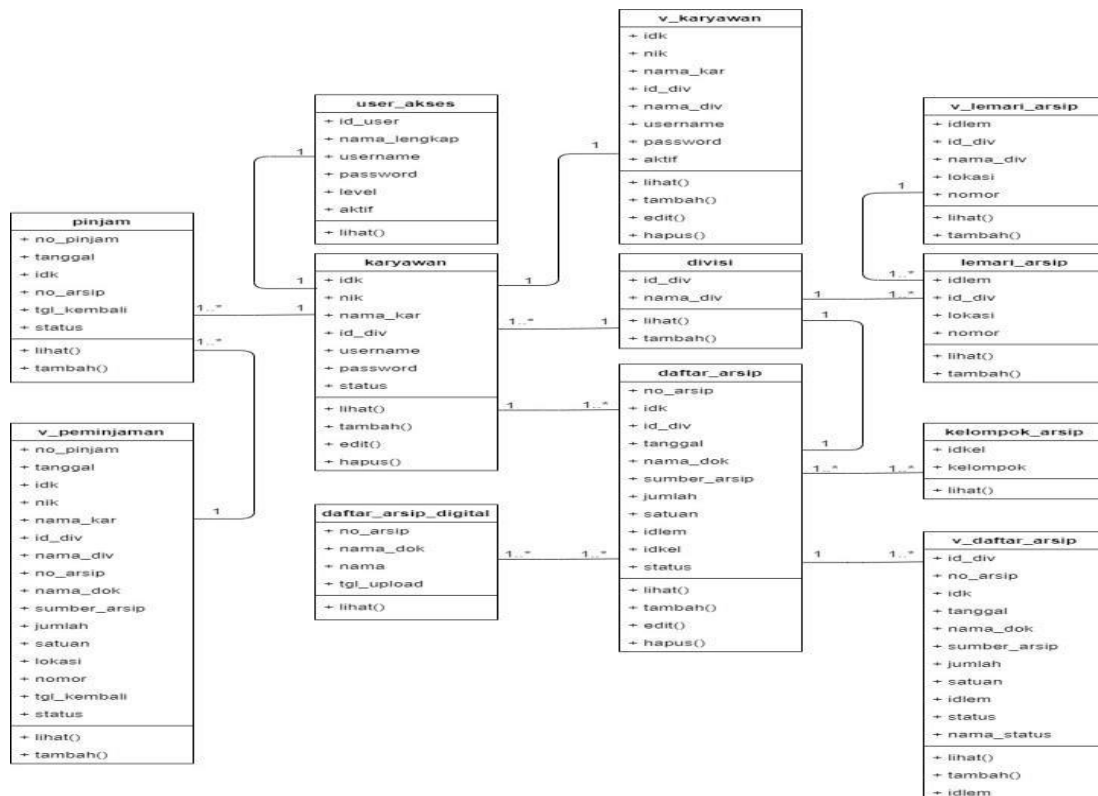 v_karyawan
+ idk
+ nik
+ nama_kar
+ id_div
+ nama_div
+ username
+ password
+ aktif
+ lihat()
+ tambah()
+ edit()
+ hapus()
user_akses
+ id_user
+ nama_lengkap
+ username
+ password
+ level
+ aktif
+ lihat()
v_lemari_arsip
+ idlem
+ id_div
+ nama_div
+ lokasi
+ nomor
+ lihat()
+ tambah()
pinjam
+ no_pinjam
+ tanggal
+ idk
+ no_arsip
+ tgl_kembali
+ status
+ lihat()
+ tambah()
karyawan
+ idk
+ nik
+ nama_kar
+ id_div
+ username
+ password
+ status
+ lihat()
+ tambah()
+ edit()
+ hapus()
divisi
+ id_div
+ nama_div
+ lihat()
+ tambah()
lemari_arsip
+ idlem
+ id_div
+ lokasi
+ nomor
+ lihat()
+ tambah()
daftar_arsip
+ no_arsip
+ idk
+ id_div
+ tanggal
+ nama_dok
+ sumber_arsip
+ jumlah
+ satuan
+ idlem
+ idkel
+ status
+ lihat()
+ tambah()
+ edit()
+ hapus()
v_peminjaman
+ no_pinjam
+ tanggal
+ idk
+ nik
+ nama_kar
+ id_div
+ nama_div
+ no_arsip
+ nama_dok
+ sumber_arsip
+ jumlah
+ satuan
+ lokasi
+ nomor
+ tgl_kembali
+ status
+ lihat()
+ tambah()
kelompok_arsip
+ idkel
+ kelompok
+ lihat()
daftar_arsip_digital
+ no_arsip
+ nama_dok
+ nama
+ tgl_upload
+ lihat()
v_daftar_arsip
+ id_div
+ no_arsip
+ idk
+ tanggal
+ nama_dok
+ sumber_arsip
+ jumlah
+ satuan
+ idlem
+ status
+ nama_status
+ lihat()
+ tambah()
+ idlem
1
1
1
1
1
1..*
1..*
1
1..*
1
1
1..*
1
1
1..*
1
1..*
1
1..*
1..*
1..*
1..*
1
1..*